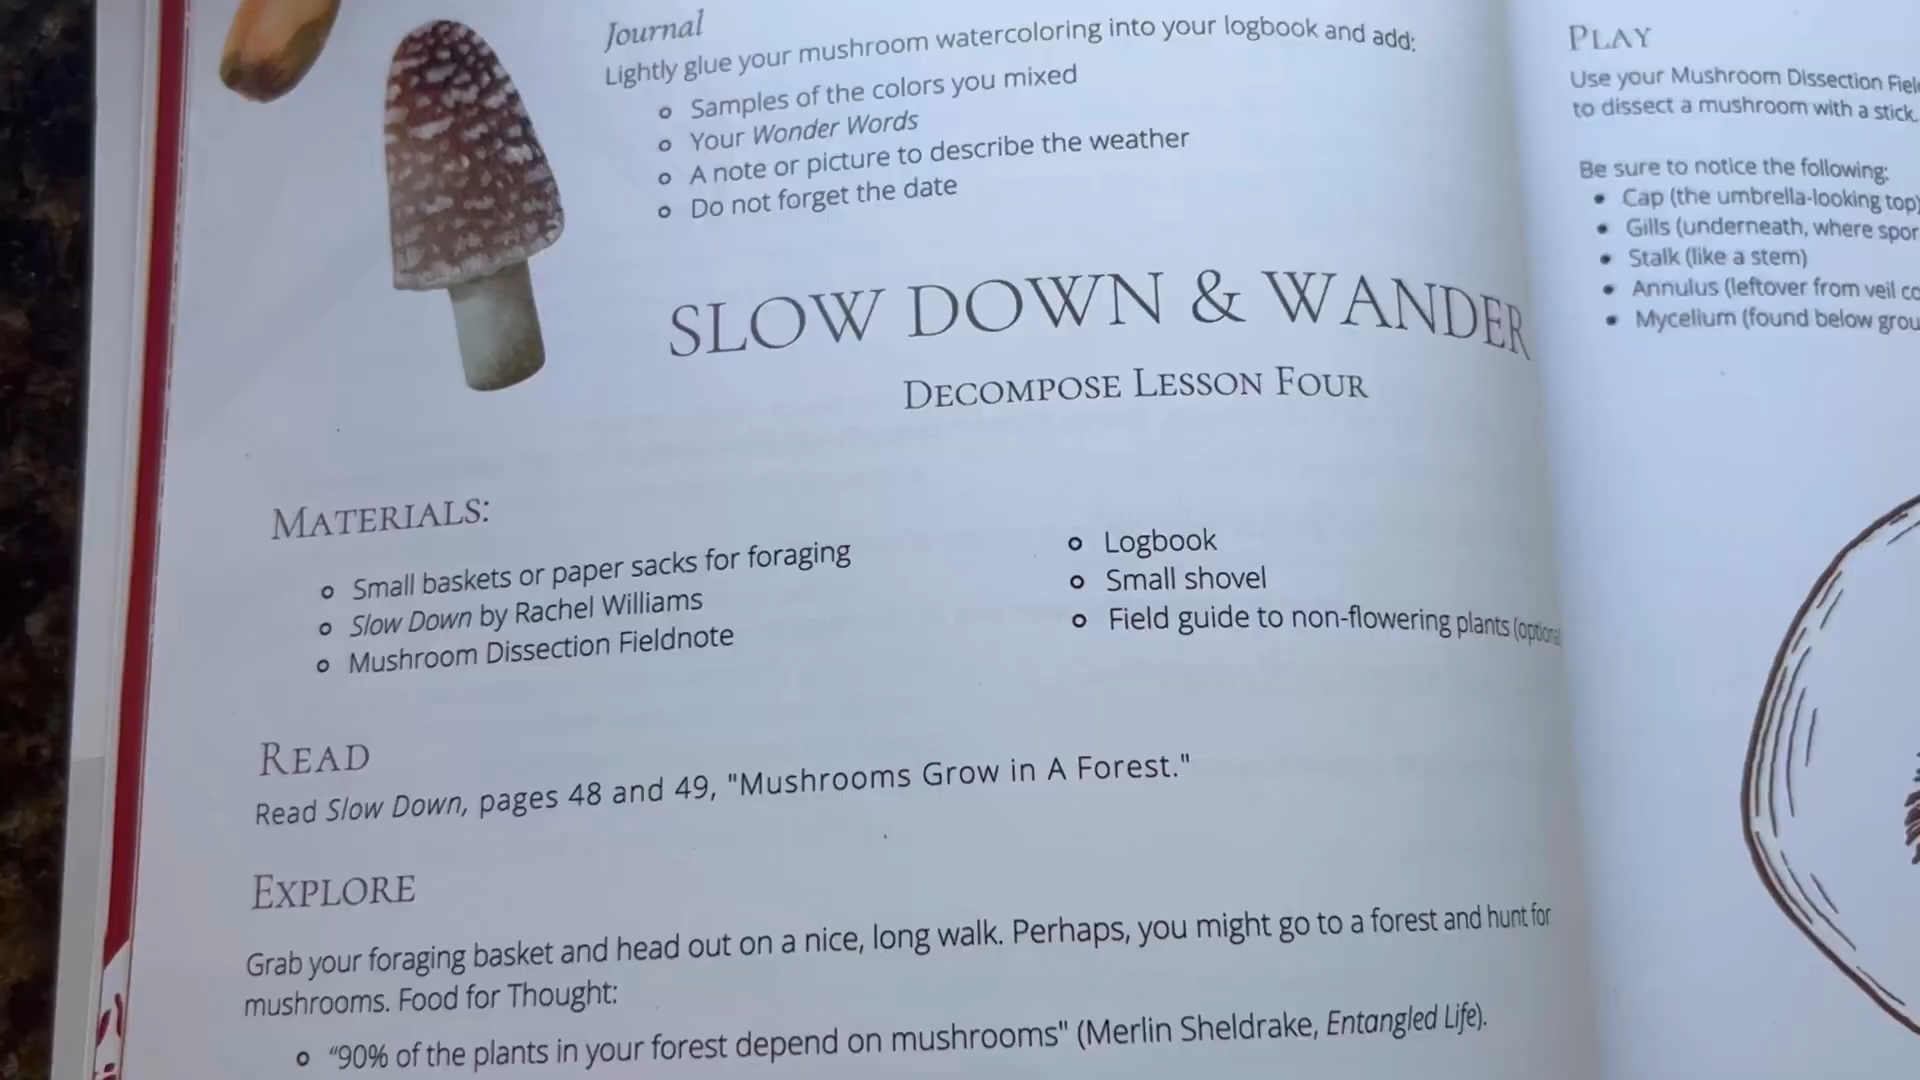 Journal
Lightly glue your mushroom watercoloring into your logbook and add:
o Samples of the colors you mixed
o Your Wonder Words
o A note or picture to describe the weather
o Do not forget the date
SLOW DOWN & WANDER
DECOMPOSE LESSON FOUR
MATERIALS:
o Small baskets or paper sacks for foraging
o Slow Down by Rachel Williams
o Mushroom Dissection Fieldnote
o Logbook
o Small shovel
o Field guide to non-flowering plants (optional
READ
Read Slow Down, pages 48 and 49, "Mushrooms Grow in A Forest."
EXPLORE
Grab your foraging basket and head out on a nice, long walk. Perhaps, you might go to a forest and hunt for
mushrooms. Food for Thought:
o “90% of the plants in your forest depend on mushrooms" (Merlin Sheldrake, Entangled Life).
PLAY
Use your Mushroom Dissection
to dissect a mushroom with a stick.
Be sure to notice the following:
• Cap (the umbrella-looking top)
• Gills (underneath, where
• Stalk (like a stem)
• Annulus (leftover from veil
• Mycelium (found below